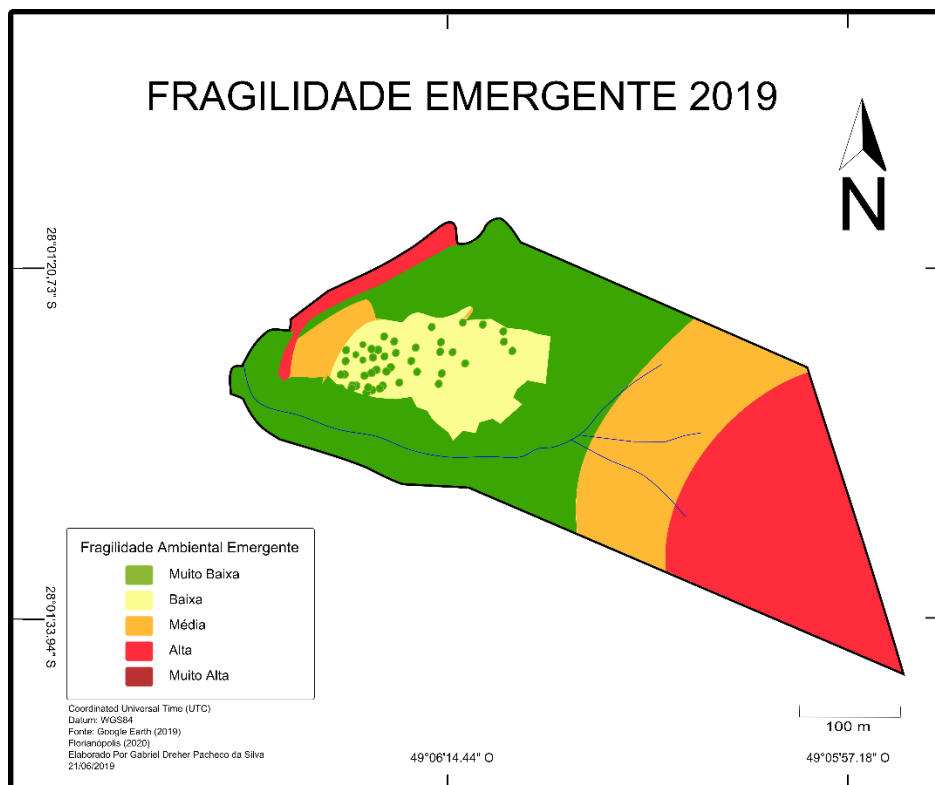 FRAGILIDADE EMERGENTE 2019
N
28°01'20,73" S
28°01'33.94" S
Fragilidade Ambiental Emergente
Muito Baixa
Baixa
Média
Alta
Muito Alta
Coordinated Universal Time (UTC)
Datum: WGS84
Fonte: Google Earth (2019)
Florianópolis (2020)
Elaborado Por Gabriel Dreher Pacheco da Silva
21/06/2019
100 m
49°06'14.44" O
49°05'57.18" O